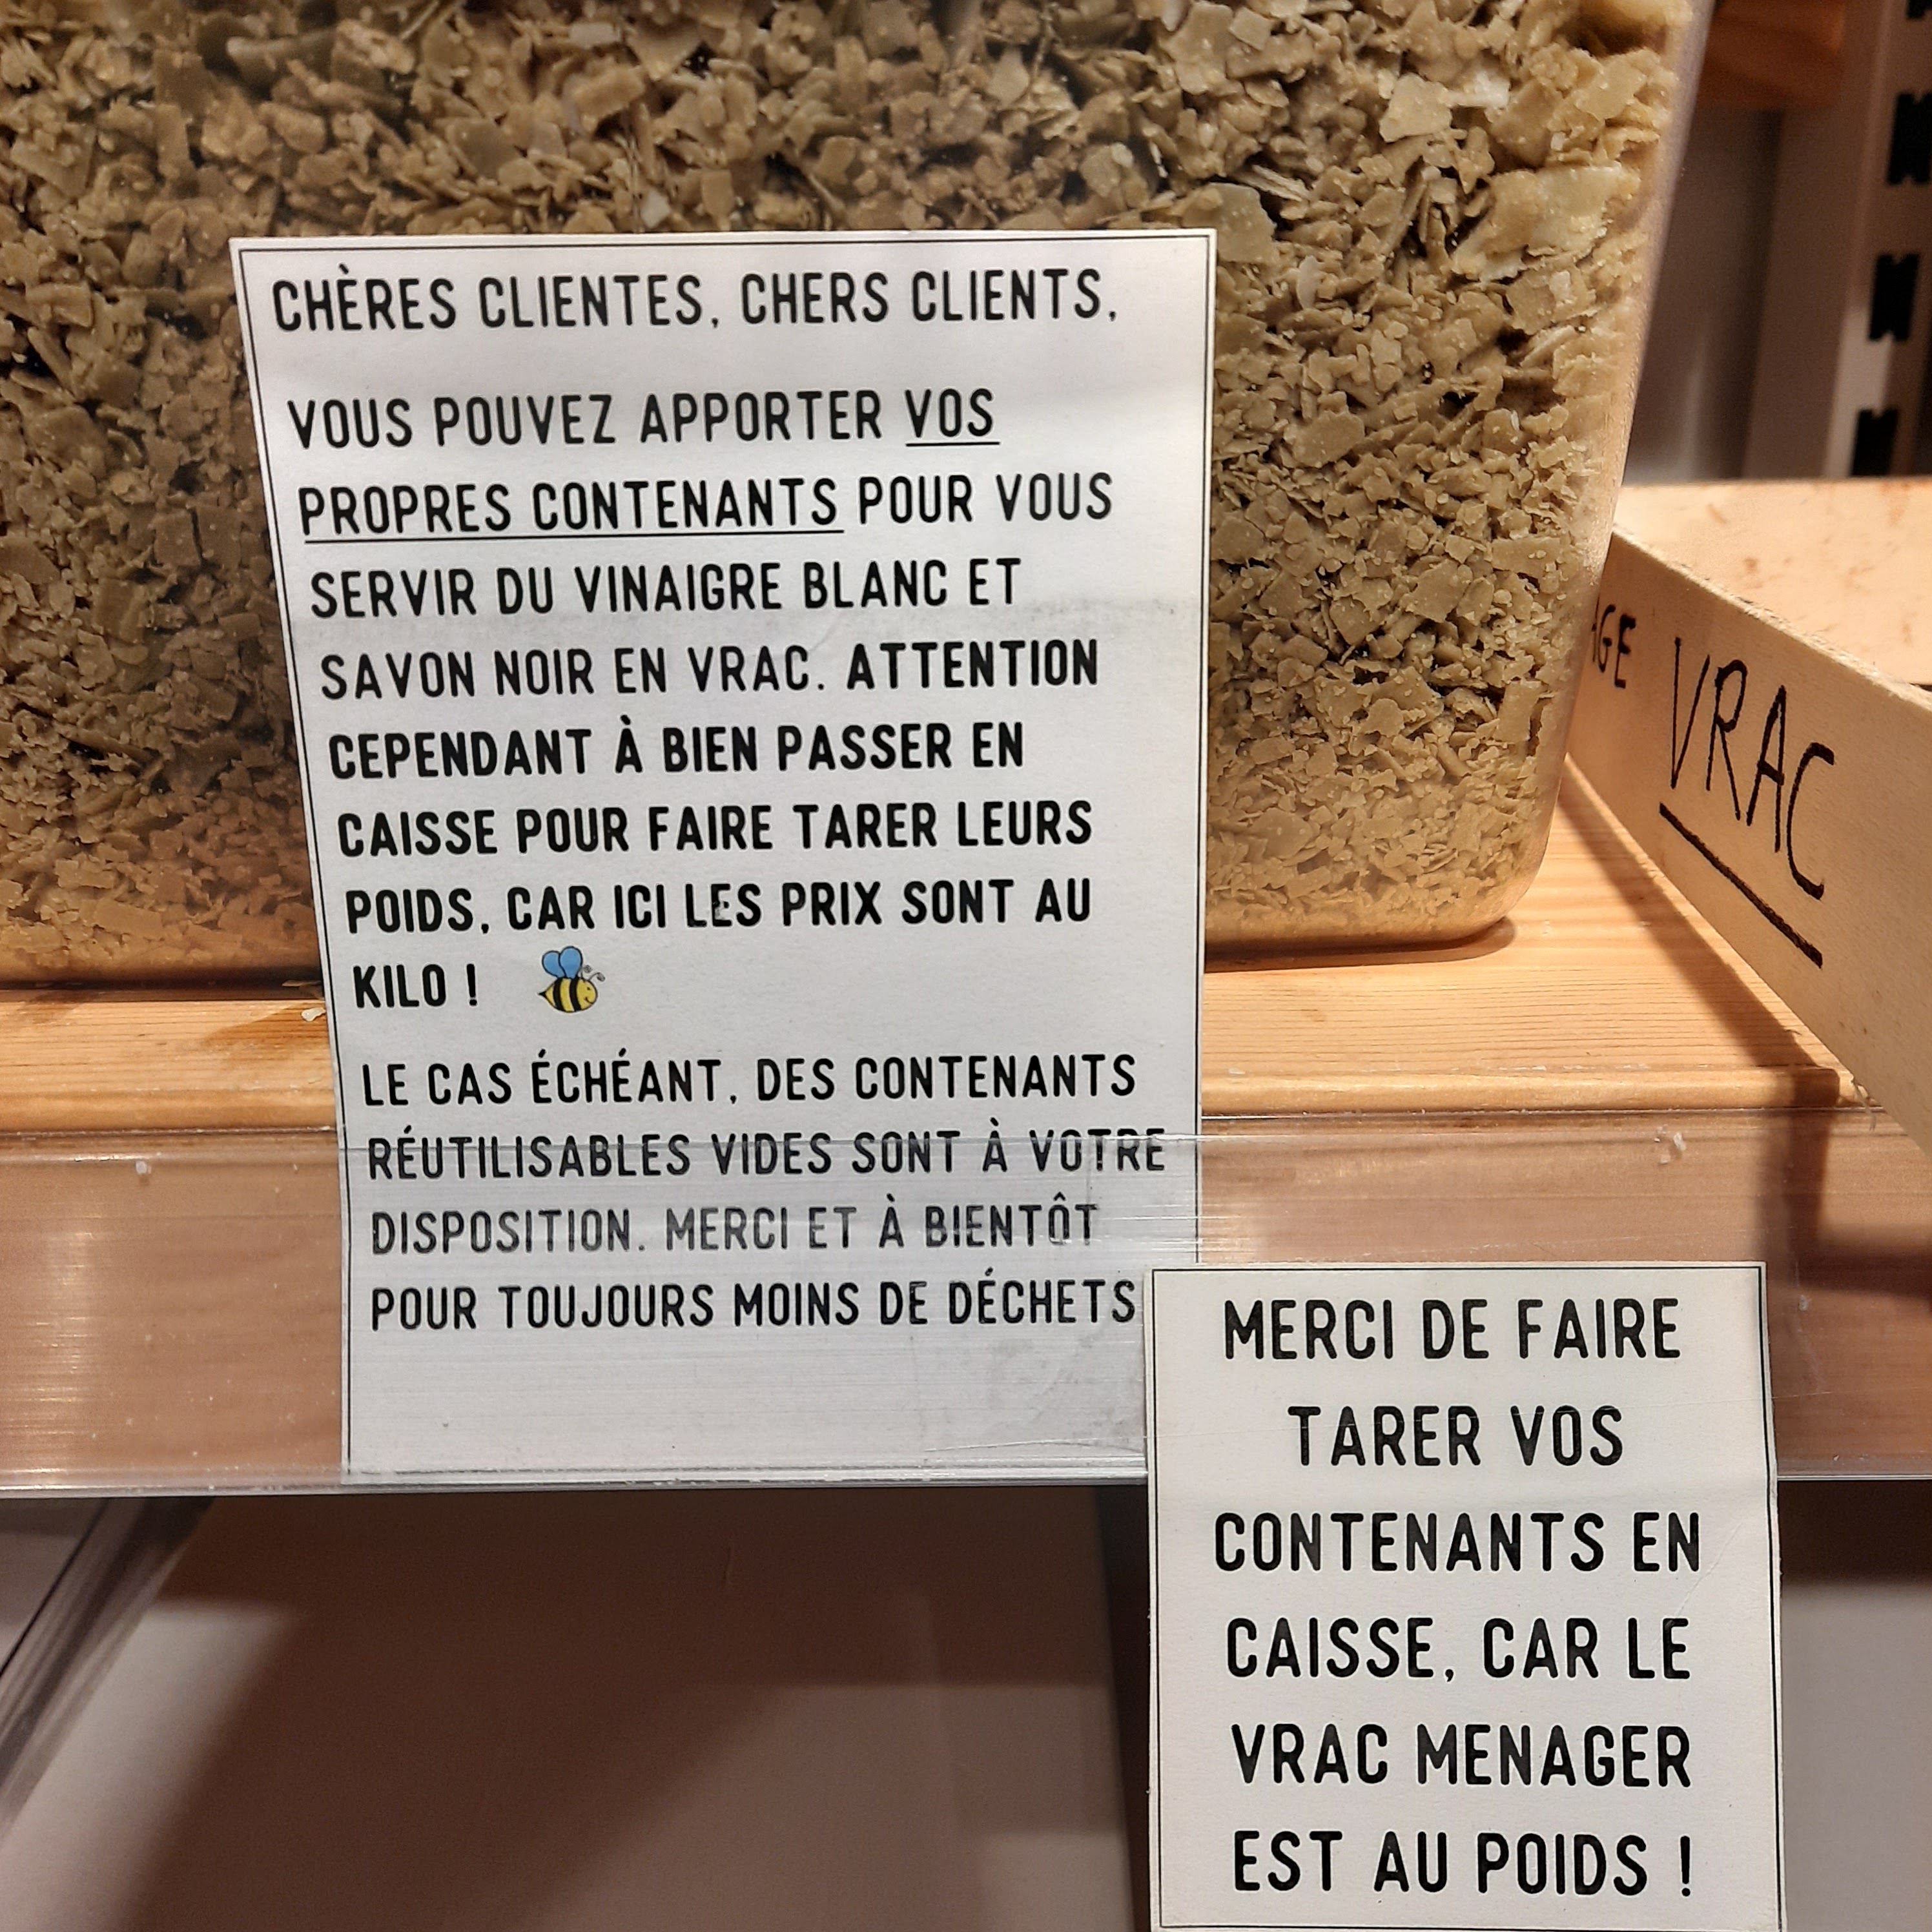 CHÈRES CLIENTES, CHERS CLIENTS,
VOUS POUVEZ APPORTER VOS
PROPRES CONTENANTS POUR VOUS
SERVIR DU VINAIGRE BLANC ET
SAVON NOIR EN VRAC. ATTENTION
CEPENDANT À BIEN PASSER EN
CAISSE POUR FAIRE TARER LEURS
POIDS, CAR ICI LES PRIX SONT AU
KILO !
LE CAS ÉCHÉANT, DES CONTENANTS
RÉUTILISABLES VIDES SONT À VOTRE
DISPOSITION. MERCI ET À BIENTÔT
POUR TOUJOURS MOINS DE DÉCHETS
VRAC
MERCI DE FAIRE
TARER VOS
CONTENANTS EN
CAISSE, CAR LE
VRAC MENAGER
EST AU POIDS !